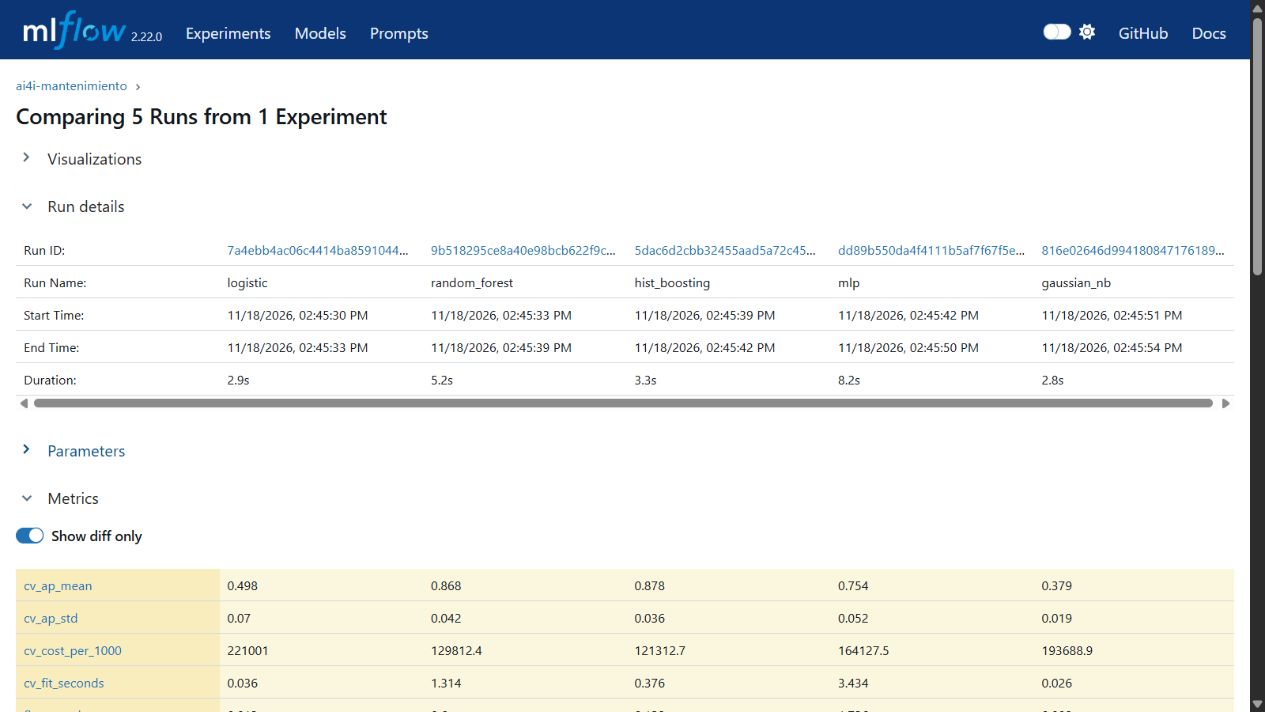 mlflow 2.22.0 Experiments Models Prompts GitHub Docs
ai4i-mantenimiento ›
Comparing 5 Runs from 1 Experiment
Visualizations
Run details
Run ID: 7a4ebb4ac06c4414ba8591044... 9b518295ce8a40e98bcb622f9c... 5dac6d2cbb32455aad5a72c45... dd89b550da4f4111b5af7f67f5e... 816e02646d994180847176189...
Run Name: logistic random_forest hist_boosting mlp gaussian_nb
Start Time: 11/18/2026, 02:45:30 PM 11/18/2026, 02:45:33 PM 11/18/2026, 02:45:39 PM 11/18/2026, 02:45:42 PM 11/18/2026, 02:45:51 PM
End Time: 11/18/2026, 02:45:33 PM 11/18/2026, 02:45:39 PM 11/18/2026, 02:45:42 PM 11/18/2026, 02:45:50 PM 11/18/2026, 02:45:54 PM
Duration: 2.9s 5.2s 3.3s 8.2s 2.8s
Parameters
Metrics
Show diff only
cv_ap_mean 0.498 0.868 0.878 0.754 0.379
cv_ap_std 0.07 0.042 0.036 0.052 0.019
cv_cost_per_1000 221001 129812.4 121312.7 164127.5 193688.9
cv_fit_seconds 0.036 1.314 0.376 3.434 0.026